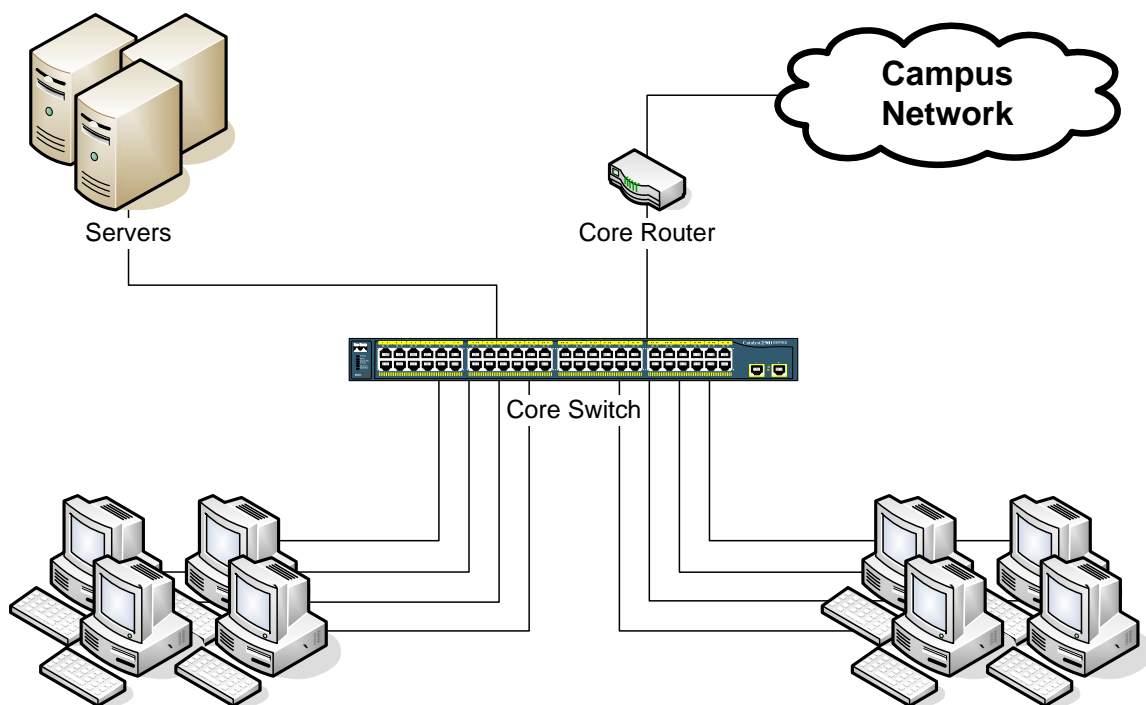 Campus
Network
Servers
Core Router
Core Switch